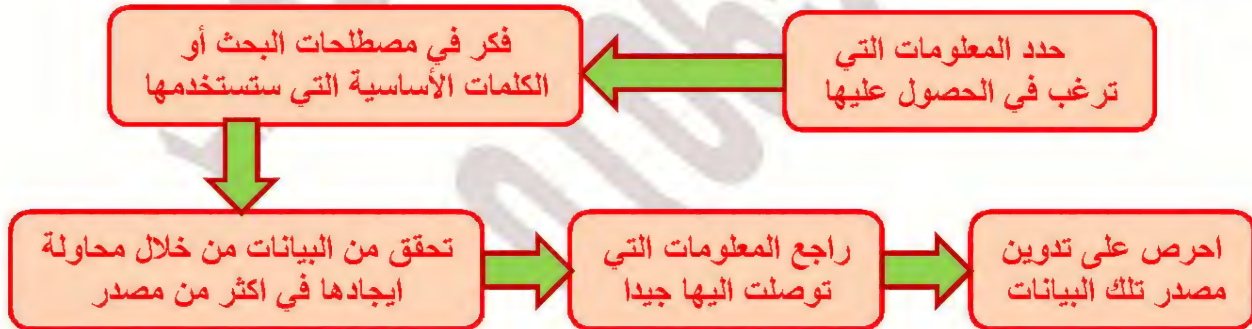 حدد المعلومات التي
ترغب في الحصول عليها
فكر في مصطلحات البحث أو
الكلمات الأساسية التي ستستخدمها
تحقق من البيانات من خلال محاولة
ايجادها في اكثر من مصدر
راجع المعلومات التي
توصلت اليها جيدا
احرص على تدوين
مصدر تلك البيانات